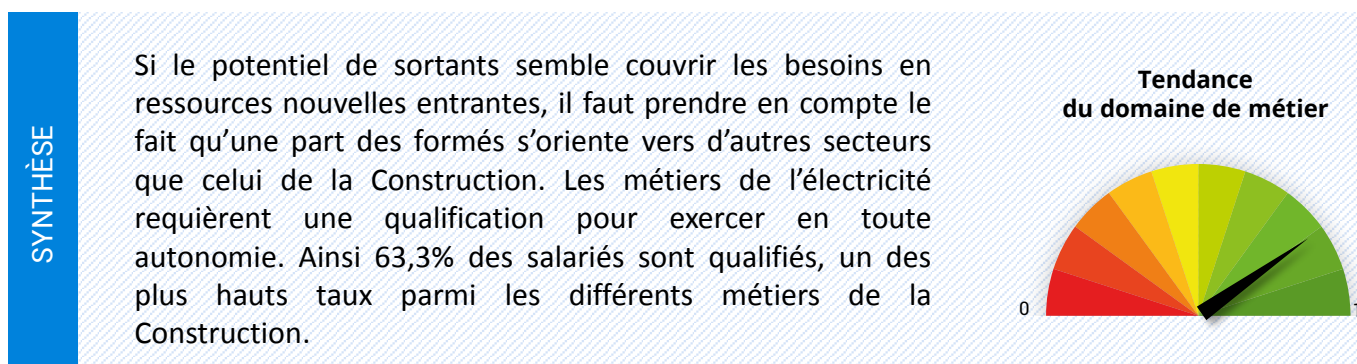 SYNTHÈSE
Si le potentiel de sortants semble couvrir les besoins en
ressources nouvelles entrantes, il faut prendre en compte le
fait qu’une part des formés s’oriente vers d’autres secteurs
que celui de la Construction. Les métiers de l’électricité
requièrent une qualification pour exercer en toute
autonomie. Ainsi 63,3% des salariés sont qualifiés, un des
plus hauts taux parmi les différents métiers de la
Construction.
Tendance
du domaine de métier
0